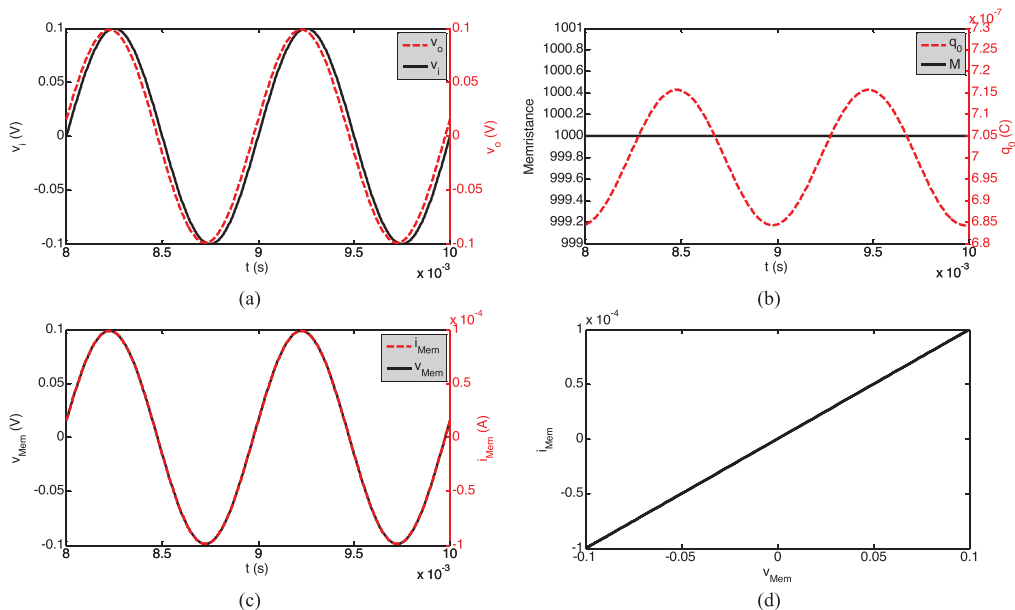 0.1
0.05
0
-0.05
-0.1
v_i (V)
8
8.5
9
9.5
10
t (s)
x 10^-3
0.1
0.05
0
-0.05
-0.1
v_o (V)
v_o
v_i
(a)
1001
1000.8
1000.6
1000.4
1000.2
1000
999.8
999.6
999.4
999.2
999
Memristance
8
8.5
9
9.5
10
t (s)
x 10^-3
x 10^-7
7.3
7.25
7.2
7.15
7.1
7.05
7
6.95
6.9
6.85
6.8
q_0 (C)
q_0
M
(b)
0.1
0.05
0
-0.05
-0.1
v_Mem (V)
8
8.5
9
9.5
10
t (s)
x 10^-3
x 10^-4
1
0.5
0
-0.5
-1
i_Mem (A)
i_Mem
v_Mem
(c)
x 10^-4
1
0.5
0
-0.5
-1
i_Mem
-0.1
-0.05
0
0.05
0.1
v_Mem
(d)